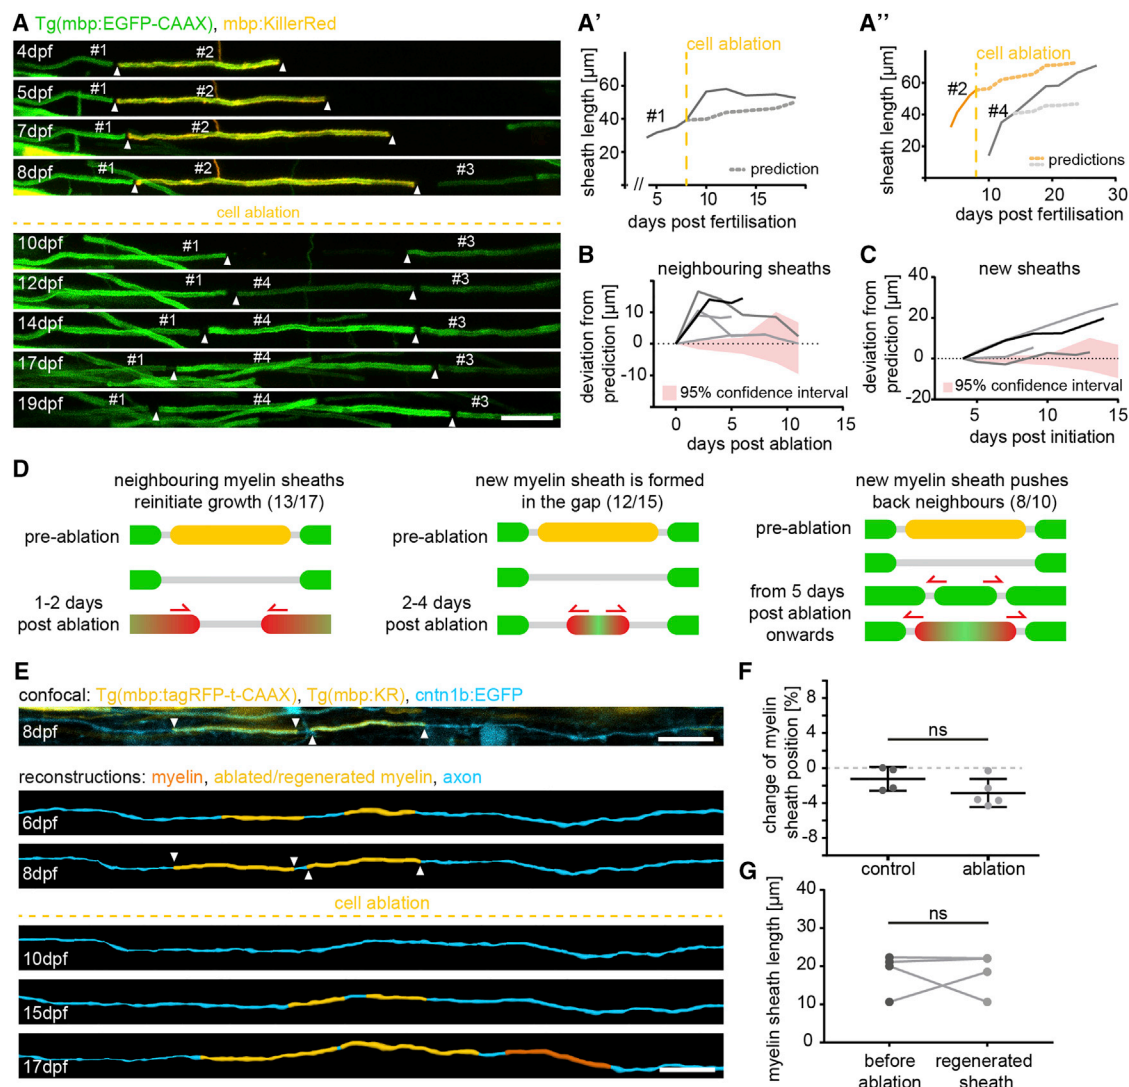 A Tg(mbp:EGFP-CAAX), mbp:KillerRed
4dpf #1 #2
5dpf #1 #2
7dpf #1 #2
8dpf #1 #2 #3
cell ablation
10dpf #1 #3
12dpf #1 #4 #3
14dpf #1 #4 #3
17dpf #1 #4 #3
19dpf #1 #4 #3
A’
cell ablation
sheath length [µm]
60
40
20
#1
prediction
// 5 10 15
days post fertilisation
A’’
cell ablation
sheath length [µm]
60
40
20
#2
#4
predictions
10 20 30
days post fertilisation
B
neighbouring sheaths
deviation from
prediction [µm]
10
0
-10
95% confidence interval
0 5 10 15
days post ablation
C
new sheaths
deviation from
prediction [µm]
40
20
0
-20
95% confidence interval
5 10 15
days post initiation
D
neighbouring myelin sheaths
reinitiate growth (13/17)
pre-ablation
1-2 days
post ablation
new myelin sheath is formed
in the gap (12/15)
pre-ablation
2-4 days
post ablation
new myelin sheath pushes
back neighbours (8/10)
pre-ablation
from 5 days
post ablation
onwards
E
confocal: Tg(mbp:tagRFP-t-CAAX), Tg(mbp:KR), cntn1b:EGFP
8dpf
reconstructions: myelin, ablated/regenerated myelin, axon
6dpf
8dpf
cell ablation
10dpf
15dpf
17dpf
F
change of myelin
sheath position [%]
8
4
0
-4
-8
ns
control ablation
G
myelin sheath length [µm]
40
30
20
10
0
ns
before
ablation
regenerated
sheath